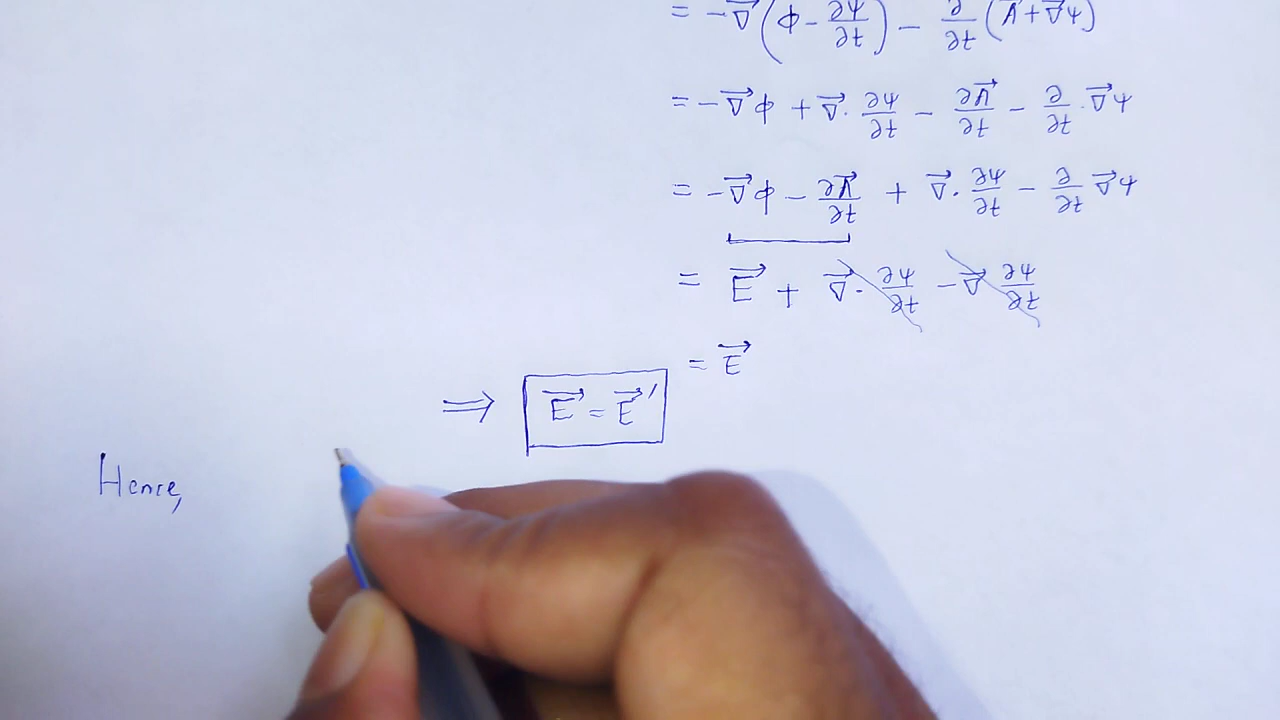 = -∇⃗(ϕ - ∂ψ/∂t) - ∂/∂t (A⃗ + ∇⃗ψ)
= -∇⃗ϕ + ∇⃗. ∂ψ/∂t - ∂A⃗/∂t - ∂/∂t . ∇⃗ψ
= -∇⃗ϕ - ∂A⃗/∂t + ∇⃗. ∂ψ/∂t - ∂/∂t ∇⃗ψ
= E⃗ + ∇⃗. ∂ψ/∂t - ∇⃗ ∂ψ/∂t
= E⃗
⟹ E⃗ = E⃗′
Hence,